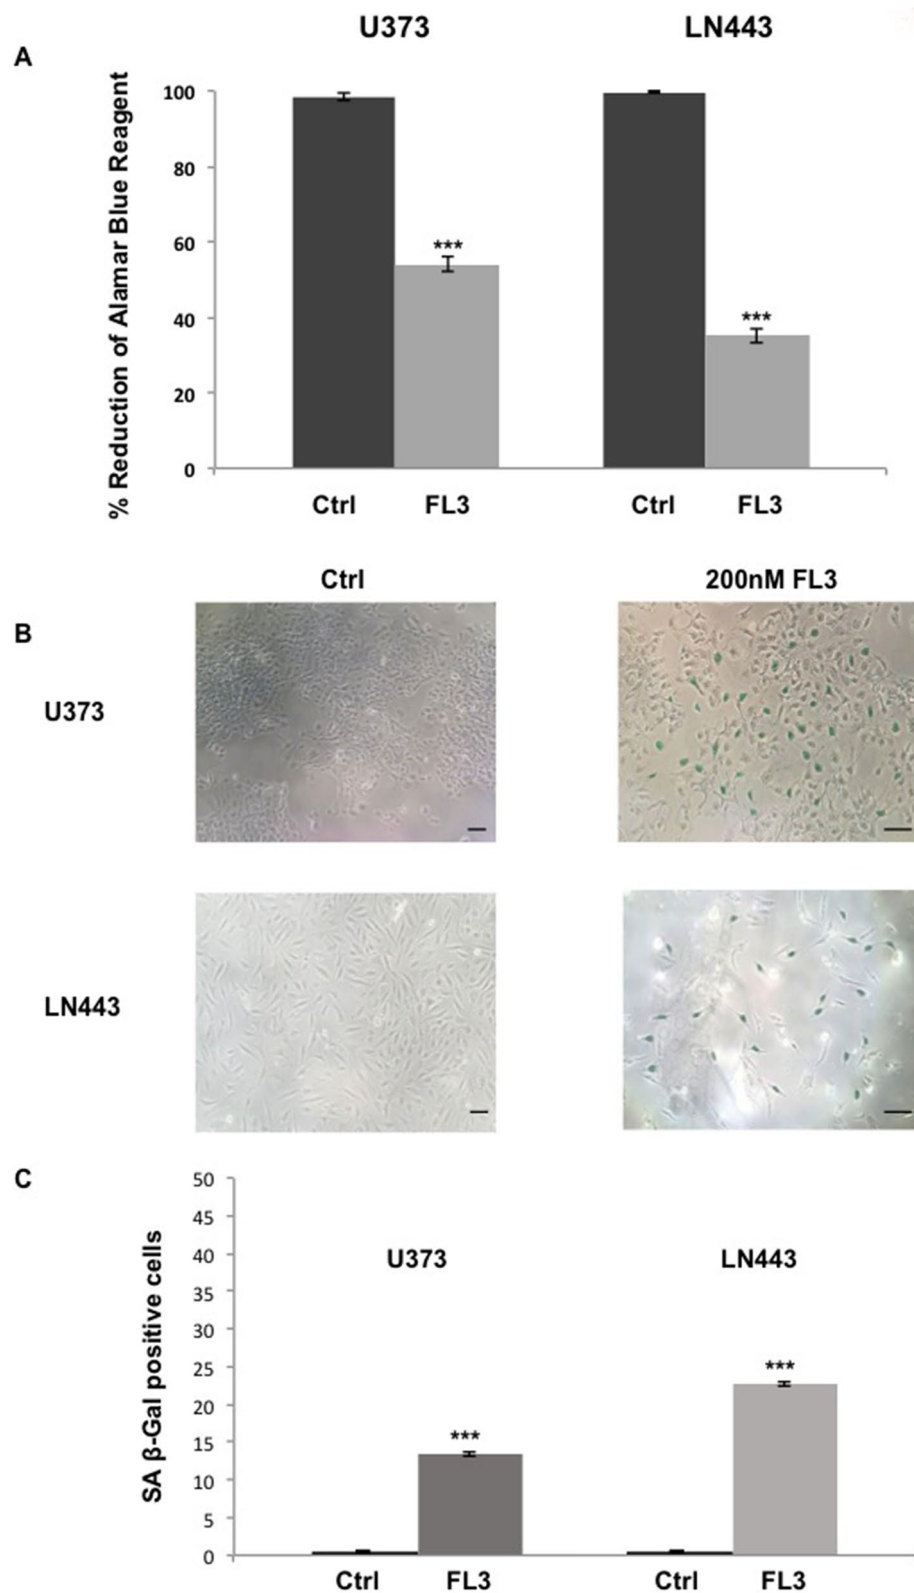 U373 LN443
A
% Reduction of Alamar Blue Reagent
100
80
60
40
20
0
***
***
Ctrl FL3 Ctrl FL3
Ctrl 200nM FL3
B
U373
LN443
C
SA β-Gal positive cells
50
45
40
35
30
25
20
15
10
5
0
U373 LN443
***
***
Ctrl FL3 Ctrl FL3